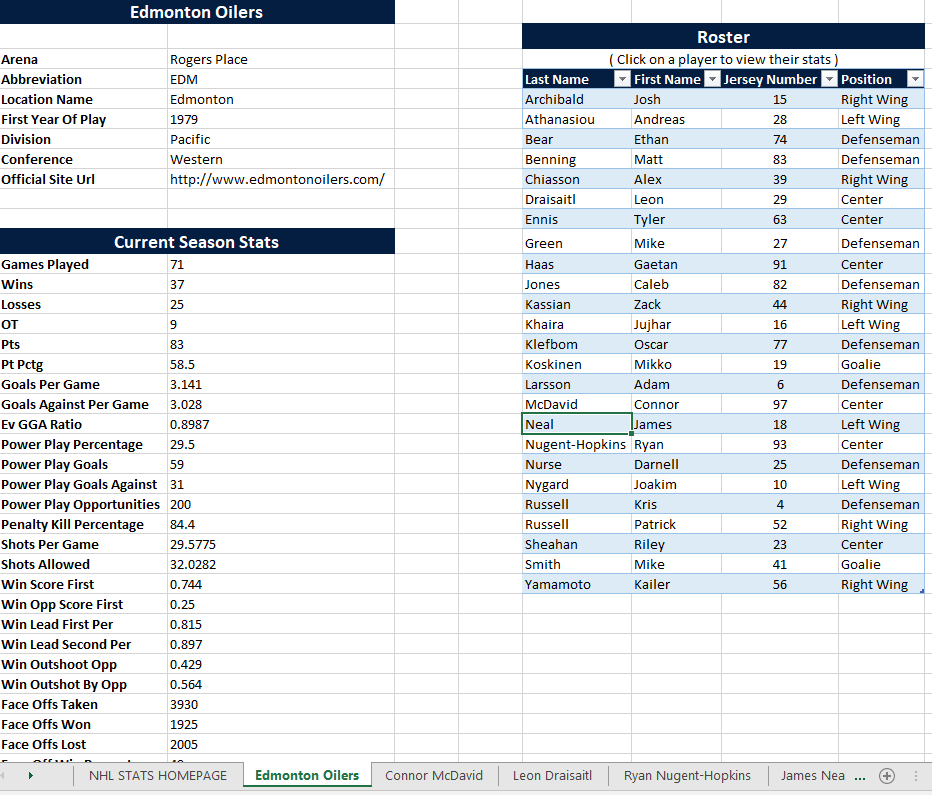 Edmonton Oilers
Arena Rogers Place
Abbreviation EDM
Location Name Edmonton
First Year Of Play 1979
Division Pacific
Conference Western
Official Site Url http://www.edmontonoilers.com/
Current Season Stats
Games Played 71
Wins 37
Losses 25
OT 9
Pts 83
Pt Pctg 58.5
Goals Per Game 3.141
Goals Against Per Game 3.028
Ev GGA Ratio 0.8987
Power Play Percentage 29.5
Power Play Goals 59
Power Play Goals Against 31
Power Play Opportunities 200
Penalty Kill Percentage 84.4
Shots Per Game 29.5775
Shots Allowed 32.0282
Win Score First 0.744
Win Opp Score First 0.25
Win Lead First Per 0.815
Win Lead Second Per 0.897
Win Outshoot Opp 0.429
Win Outshot By Opp 0.564
Face Offs Taken 3930
Face Offs Won 1925
Face Offs Lost 2005
Roster
( Click on a player to view their stats )
Last Name First Name Jersey Number Position
Archibald Josh 15 Right Wing
Athanasiou Andreas 28 Left Wing
Bear Ethan 74 Defenseman
Benning Matt 83 Defenseman
Chiasson Alex 39 Right Wing
Draisaitl Leon 29 Center
Ennis Tyler 63 Center
Green Mike 27 Defenseman
Haas Gaetan 91 Center
Jones Caleb 82 Defenseman
Kassian Zack 44 Right Wing
Khaira Jujhar 16 Left Wing
Klefbom Oscar 77 Defenseman
Koskinen Mikko 19 Goalie
Larsson Adam 6 Defenseman
McDavid Connor 97 Center
Neal James 18 Left Wing
Nugent-Hopkins Ryan 93 Center
Nurse Darnell 25 Defenseman
Nygard Joakim 10 Left Wing
Russell Kris 4 Defenseman
Russell Patrick 52 Right Wing
Sheahan Riley 23 Center
Smith Mike 41 Goalie
Yamamoto Kailer 56 Right Wing
NHL STATS HOMEPAGE Edmonton Oilers Connor McDavid Leon Draisaitl Ryan Nugent-Hopkins James Nea ...